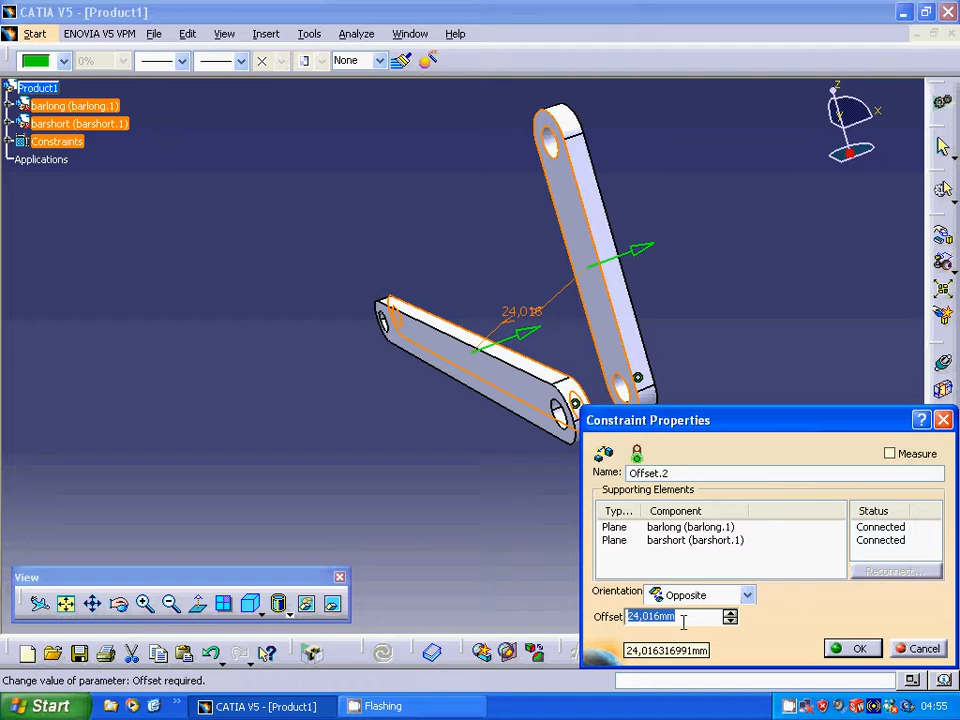 CATIA V5 - [Product1]
Start ENOVIA V5 VPM File Edit View Insert Tools Analyze Window Help
0% None
Product1
barlong (barlong.1)
barshort (barshort.1)
Constraints
Applications
z
x
y
24,016
Constraint Properties
Measure
Name: Offset.2
Supporting Elements
Typ... Component Status
Plane barlong (barlong.1) Connected
Plane barshort (barshort.1) Connected
Reconnect...
Orientation Opposite
Offset 24,016mm
24,016316991mm
OK Cancel
View
Change value of parameter: Offset required.
Start CATIA V5 - [Product1] Flashing 04:55